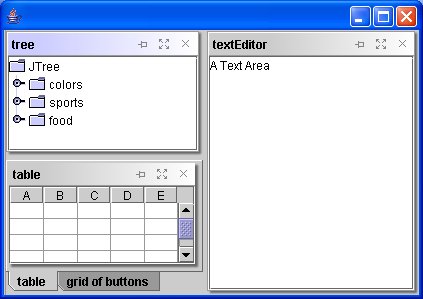 tree
JTree
colors
sports
food
table
A B C D E
table grid of buttons
textEditor
A Text Area